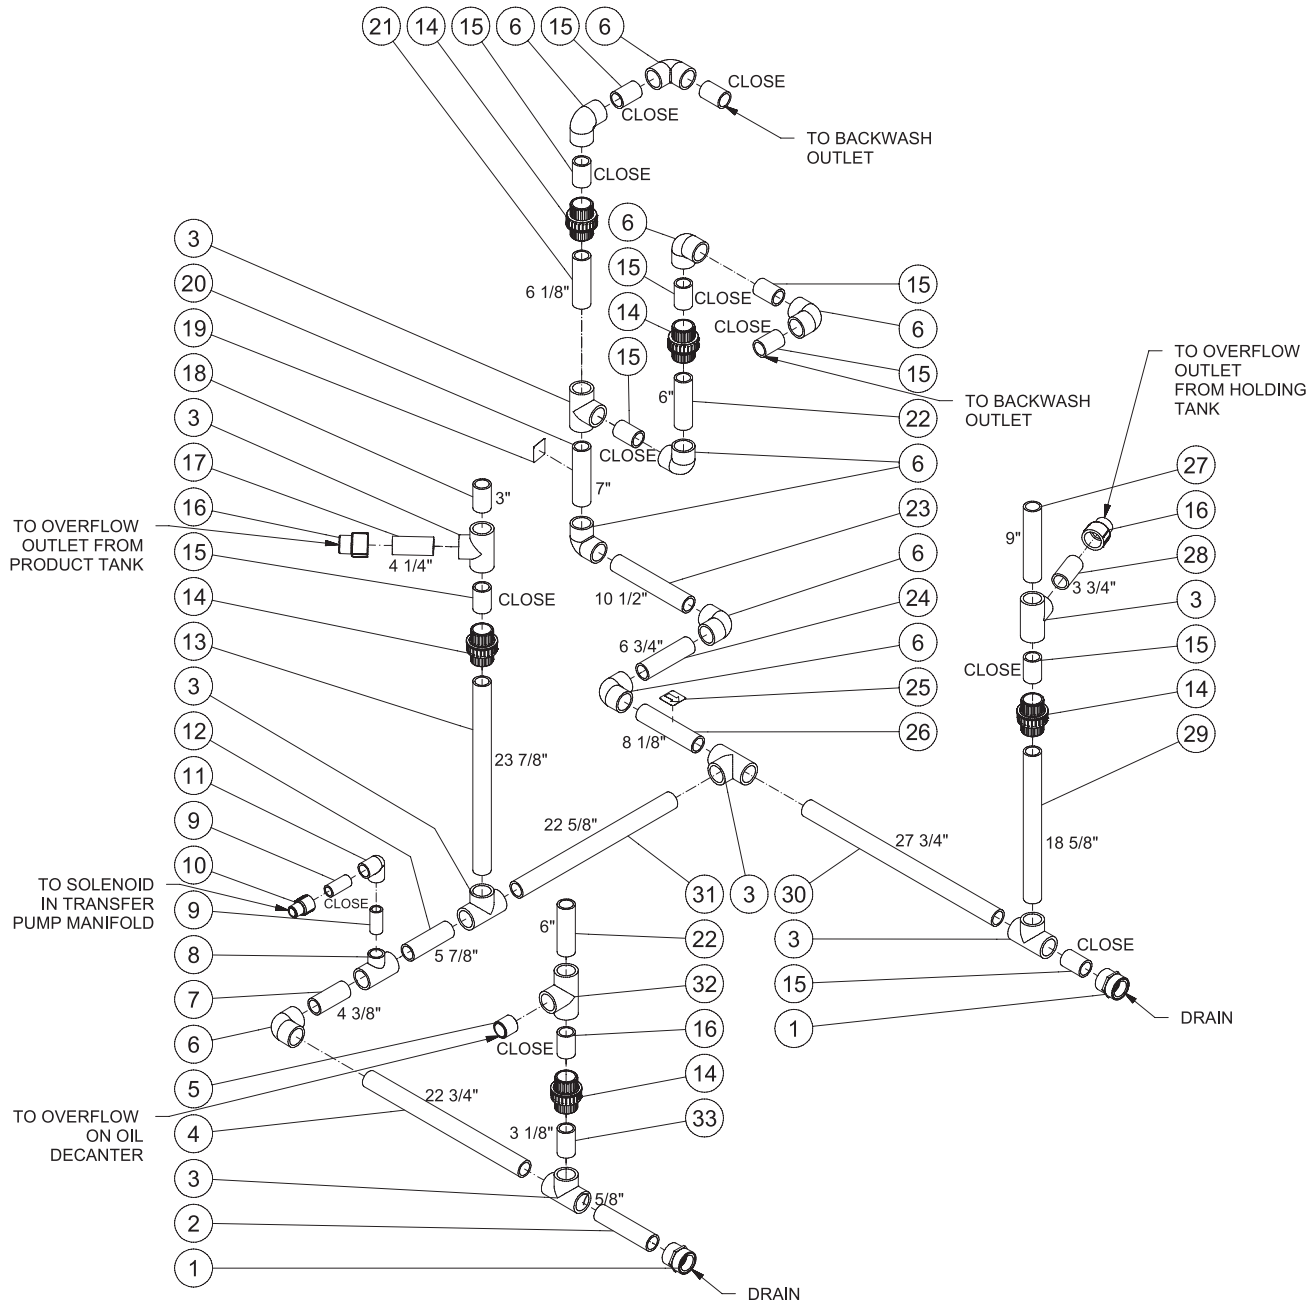 21 14 15 6 15 6
CLOSE
CLOSE
TO BACKWASH
OUTLET
CLOSE
3
20
19
18
3
17
16
15
14
13
3
12
11
9
10
9
8
7
6
5
4
3
2
1
6 1/8"
6
15
CLOSE
14
15
15
6
CLOSE
15
TO BACKWASH
OUTLET
6"
22
CLOSE
6
7"
23
10 1/2"
6
6 3/4"
24
6
25
8 1/8"
26
TO OVERFLOW
OUTLET
FROM HOLDING
TANK
27
16
9"
28
3 3/4"
3
15
CLOSE
14
29
18 5/8"
3"
TO OVERFLOW
OUTLET FROM
PRODUCT TANK
4 1/4"
CLOSE
23 7/8"
22 5/8"
27 3/4"
31
3
30
TO SOLENOID
IN TRANSFER
PUMP MANIFOLD
CLOSE
5 7/8"
4 3/8"
6"
22
32
16
CLOSE
14
3 1/8"
33
3
CLOSE
15
1
DRAIN
TO OVERFLOW
ON OIL
DECANTER
22 3/4"
5/8"
DRAIN